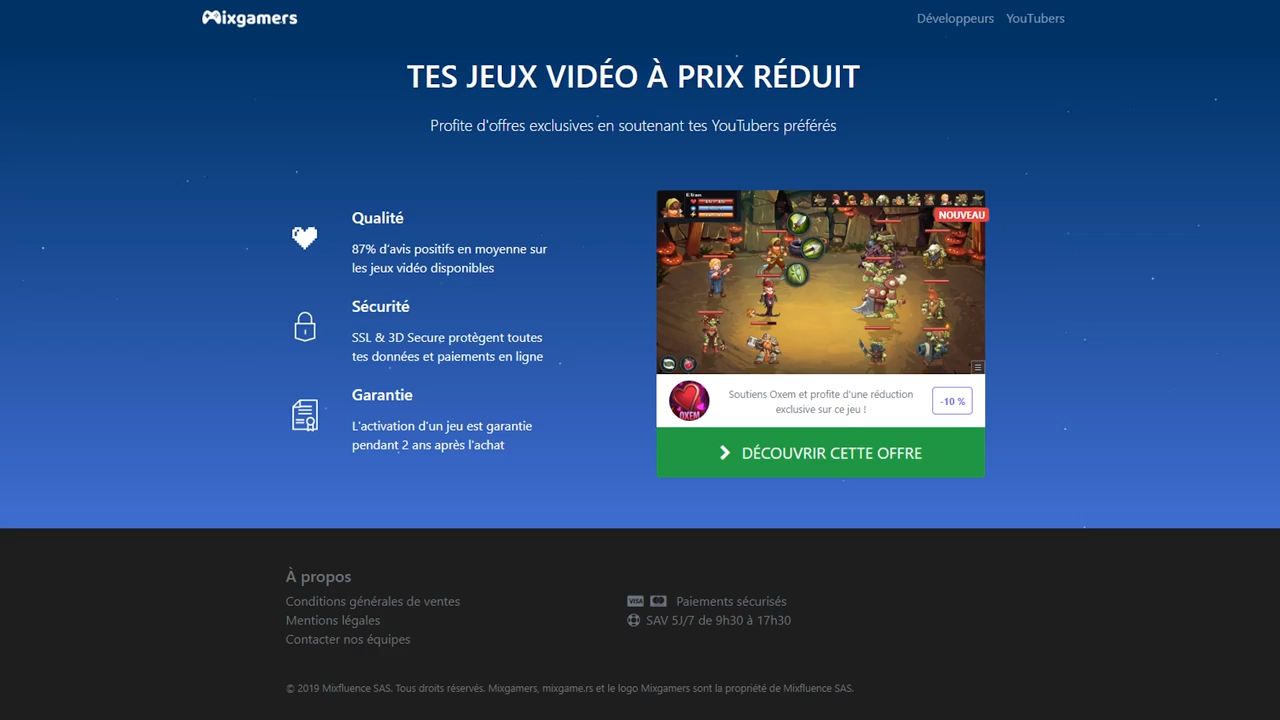 Mixgamers
Développeurs YouTubers
TES JEUX VIDÉO À PRIX RÉDUIT
Profite d'offres exclusives en soutenant tes YouTubers préférés
Qualité
87% d'avis positifs en moyenne sur
les jeux vidéo disponibles
Sécurité
SSL & 3D Secure protègent toutes
tes données et paiements en ligne
Garantie
L'activation d'un jeu est garantie
pendant 2 ans après l'achat
NOUVEAU
OXEM
Soutiens Oxem et profite d'une réduction
exclusive sur ce jeu !
-10 %
DÉCOUVRIR CETTE OFFRE
À propos
Conditions générales de ventes
Mentions légales
Contacter nos équipes
VISA
Paiements sécurisés
SAV 5J/7 de 9h30 à 17h30
© 2019 Mixfluence SAS. Tous droits réservés. Mixgamers, mixgame.rs et le logo Mixgamers sont la propriété de Mixfluence SAS.